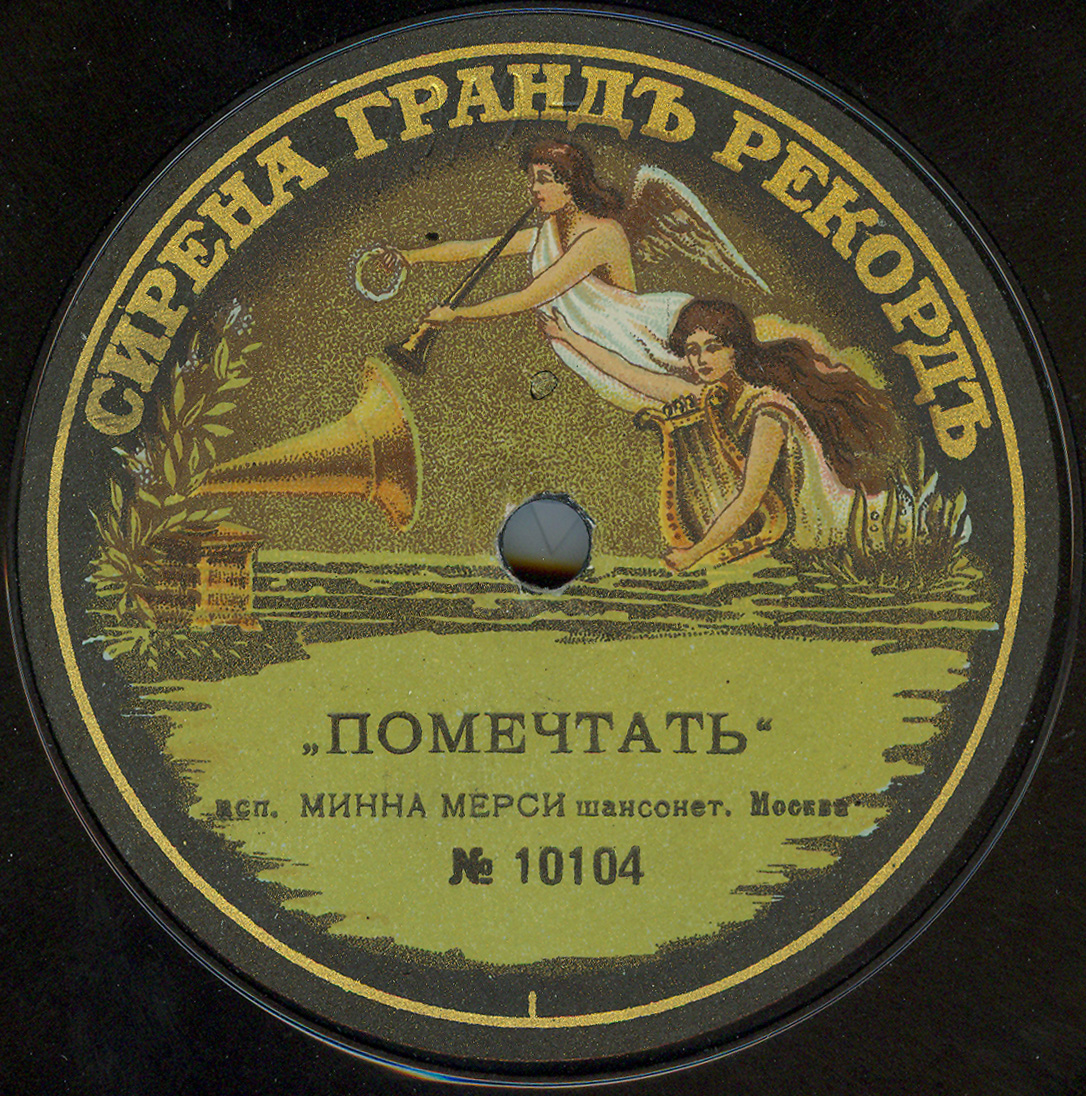 СИРЕНА ГРАНДЪ РЕКОРДЪ
„ПОМЕЧТАТЬ“
исп. МИННА МЕРСИ шансонет. Москва
№ 10104